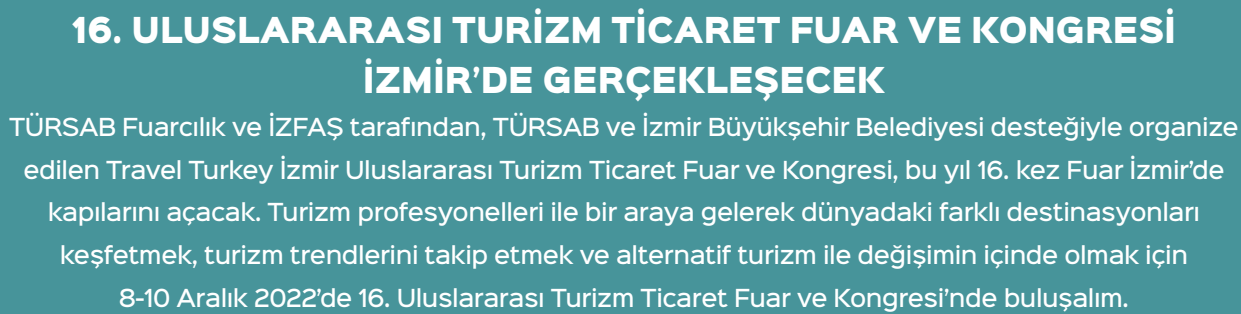 16. ULUSLARARASI TURİZM TİCARET FUAR VE KONGRESİ
İZMİR’DE GERÇEKLEŞECEK
TÜRSAB Fuarcılık ve İZFAŞ tarafından, TÜRSAB ve İzmir Büyükşehir Belediyesi desteğiyle organize
edilen Travel Turkey İzmir Uluslararası Turizm Ticaret Fuar ve Kongresi, bu yıl 16. kez Fuar İzmir’de
kapılarını açacak. Turizm profesyonelleri ile bir araya gelerek dünyadaki farklı destinasyonları
keşfetmek, turizm trendlerini takip etmek ve alternatif turizm ile değişimin içinde olmak için
8-10 Aralık 2022’de 16. Uluslararası Turizm Ticaret Fuar ve Kongresi’nde buluşalım.